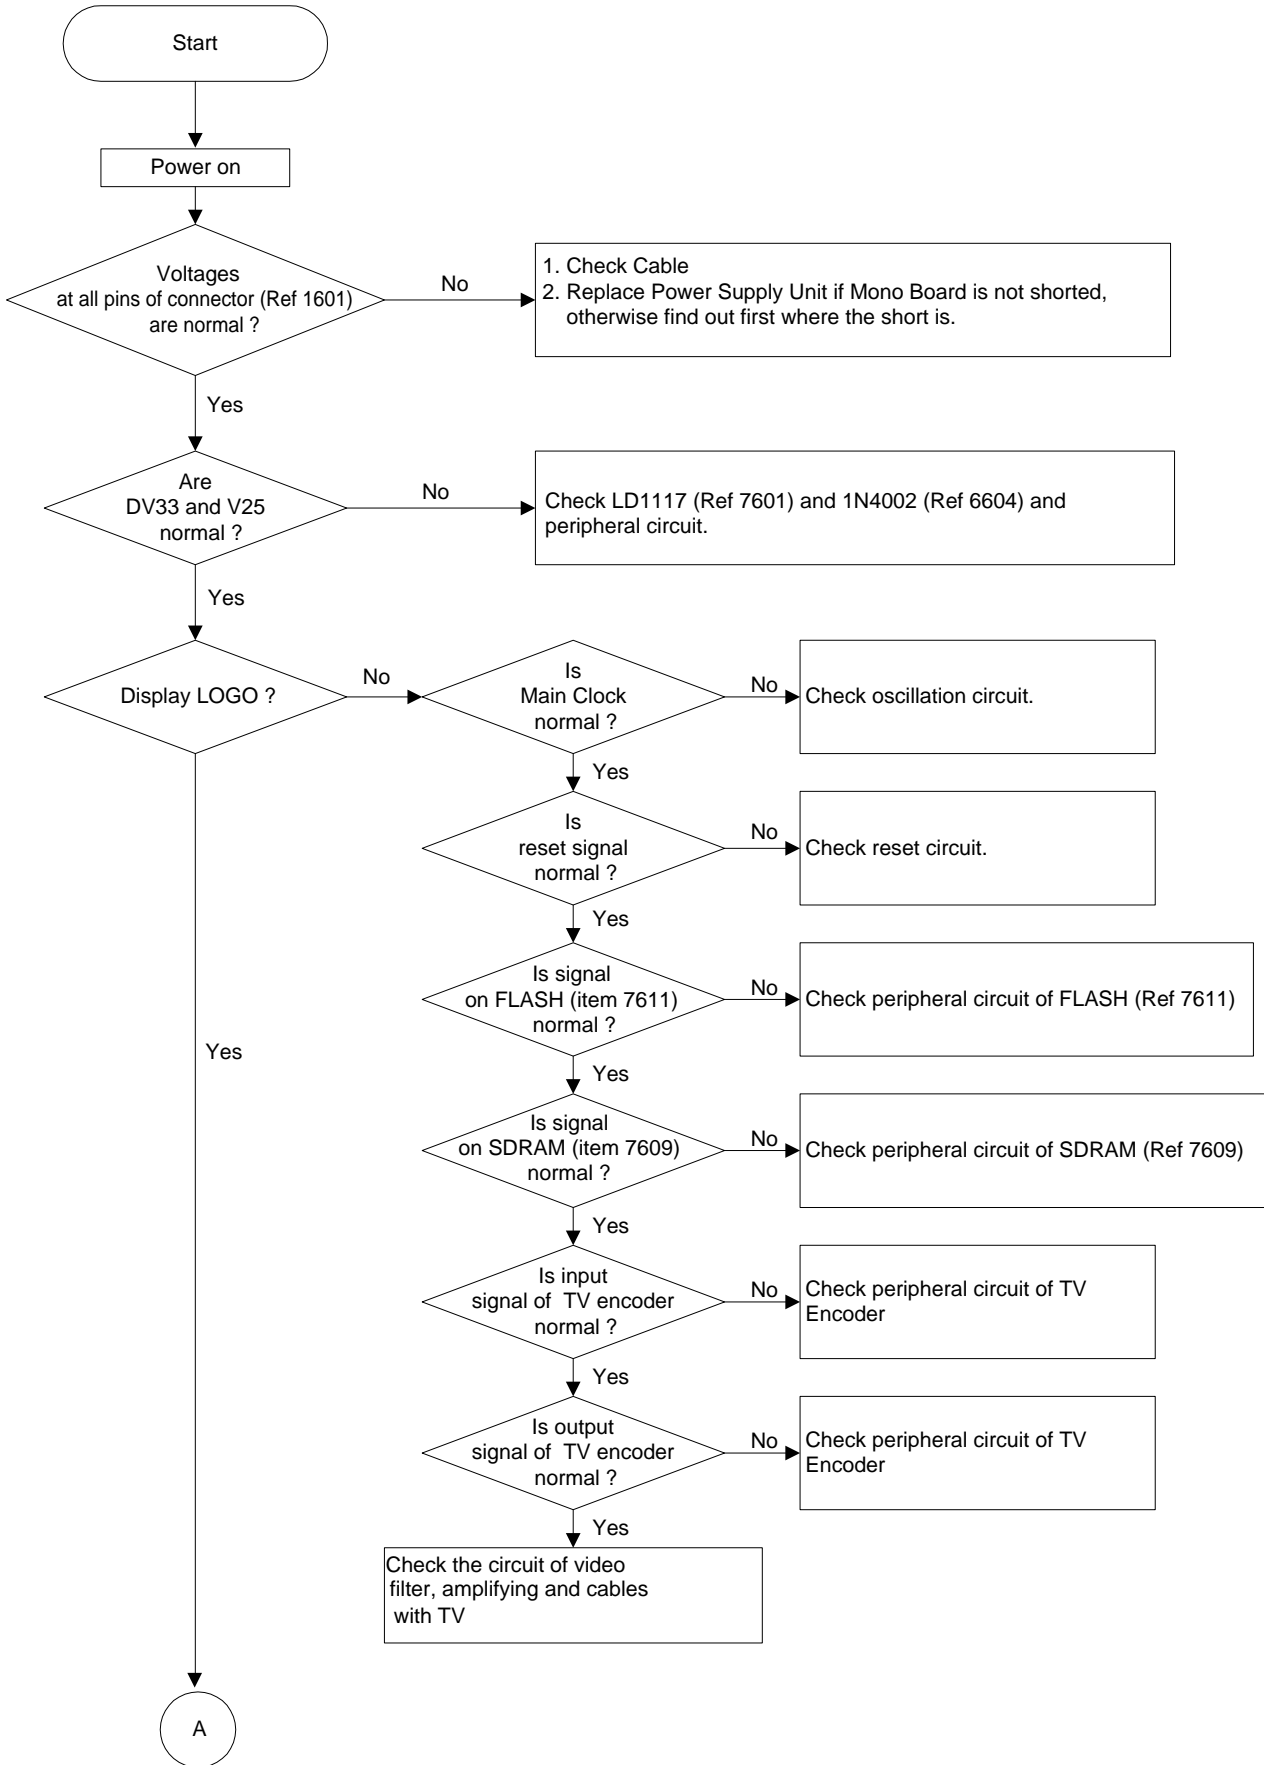 Start
Power on
Voltages
at all pins of connector (Ref 1601)
are normal ?
No
1. Check Cable
2. Replace Power Supply Unit if Mono Board is not shorted,
otherwise find out first where the short is.
Yes
Are
DV33 and V25
normal ?
No
Check LD1117 (Ref 7601) and 1N4002 (Ref 6604) and
peripheral circuit.
Yes
Display LOGO ?
No
Is
Main Clock
normal ?
No
Check oscillation circuit.
Yes
Is
reset signal
normal ?
No
Check reset circuit.
Yes
Is signal
on FLASH (item 7611)
normal ?
No
Check peripheral circuit of FLASH (Ref 7611)
Yes
Yes
Is signal
on SDRAM (item 7609)
normal ?
No
Check peripheral circuit of SDRAM (Ref 7609)
Yes
Is input
signal of TV encoder
normal ?
No
Check peripheral circuit of TV
Encoder
Yes
Is output
signal of TV encoder
normal ?
No
Check peripheral circuit of TV
Encoder
Yes
Check the circuit of video
filter, amplifying and cables
with TV
A